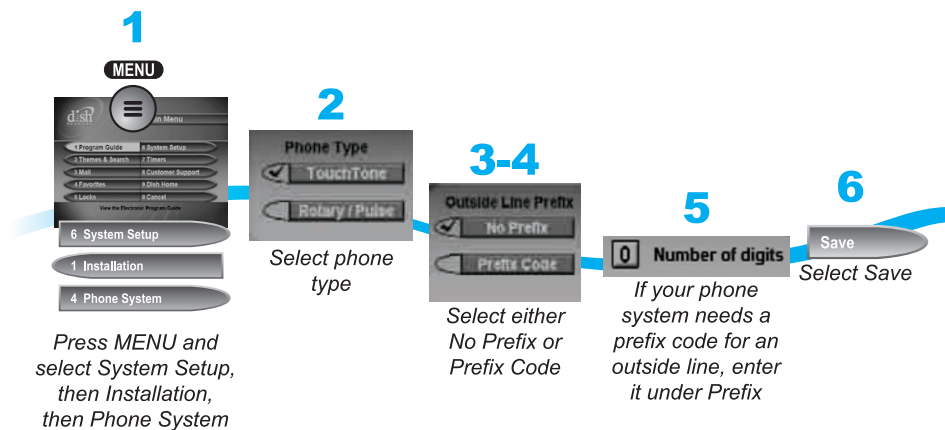 1
MENU
dish
NETWORK
Main Menu
1 Program Guide
6 System Setup
2 Themes & Search
7 Timers
3 Mail
8 Customer Support
4 Favorites
9 Dish Home
5 Locks
0 Cancel
View the Electronic Program Guide
6 System Setup
1 Installation
4 Phone System
Press MENU and
select System Setup,
then Installation,
then Phone System
2
Phone Type
TouchTone
Rotary / Pulse
Select phone
type
3-4
Outside Line Prefix
No Prefix
Prefix Code
Select either
No Prefix or
Prefix Code
5
0 Number of digits
If your phone
system needs a
prefix code for an
outside line, enter
it under Prefix
6
Save
Select Save